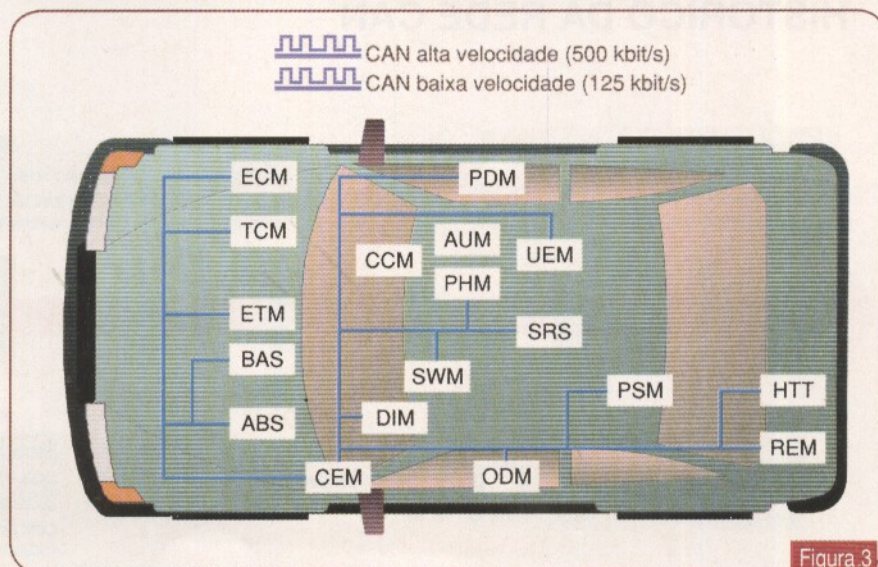 CAN alta velocidade (500 kbit/s)
CAN baixa velocidade (125 kbit/s)
ECM
PDM
TCM
AUM
UEM
CCM
PHM
ETM
SRS
BAS
SWM
PSM
HTT
ABS
DIM
REM
CEM
ODM
Figura 3